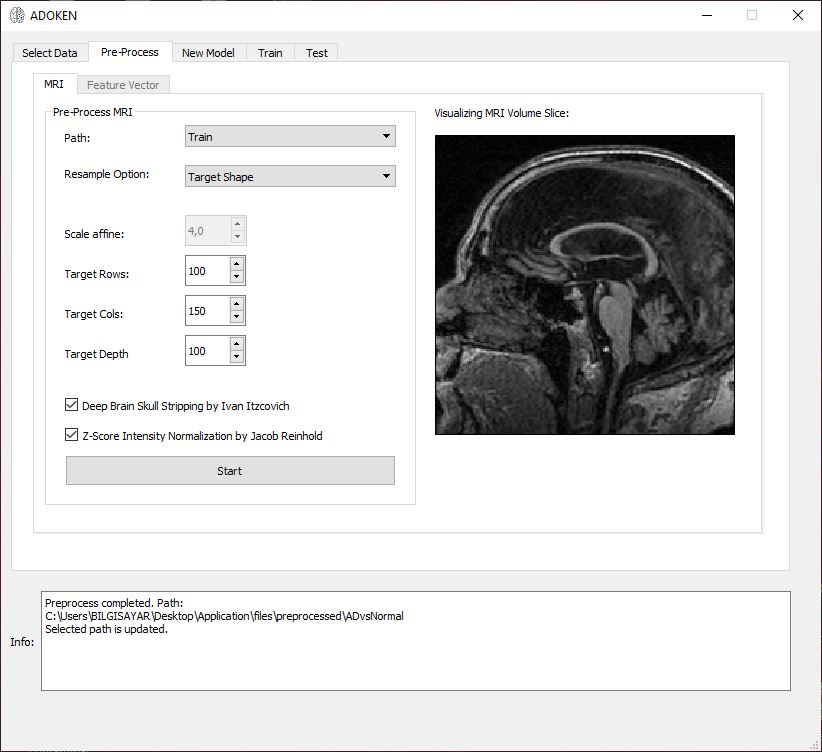 ADOKEN
Select Data
Pre-Process
New Model
Train
Test
MRI
Feature Vector
Pre-Process MRI
Path:
Train
Resample Option:
Target Shape
Scale affine:
4,0
Target Rows:
100
Target Cols:
150
Target Depth
100
Deep Brain Skull Stripping by Ivan Itzcovich
Z-Score Intensity Normalization by Jacob Reinhold
Start
Visualizing MRI Volume Slice:
Info:
Preprocess completed. Path:
C:\Users\BILGISAYAR\Desktop\Application\files\preprocessed\ADvsNormal
Selected path is updated.